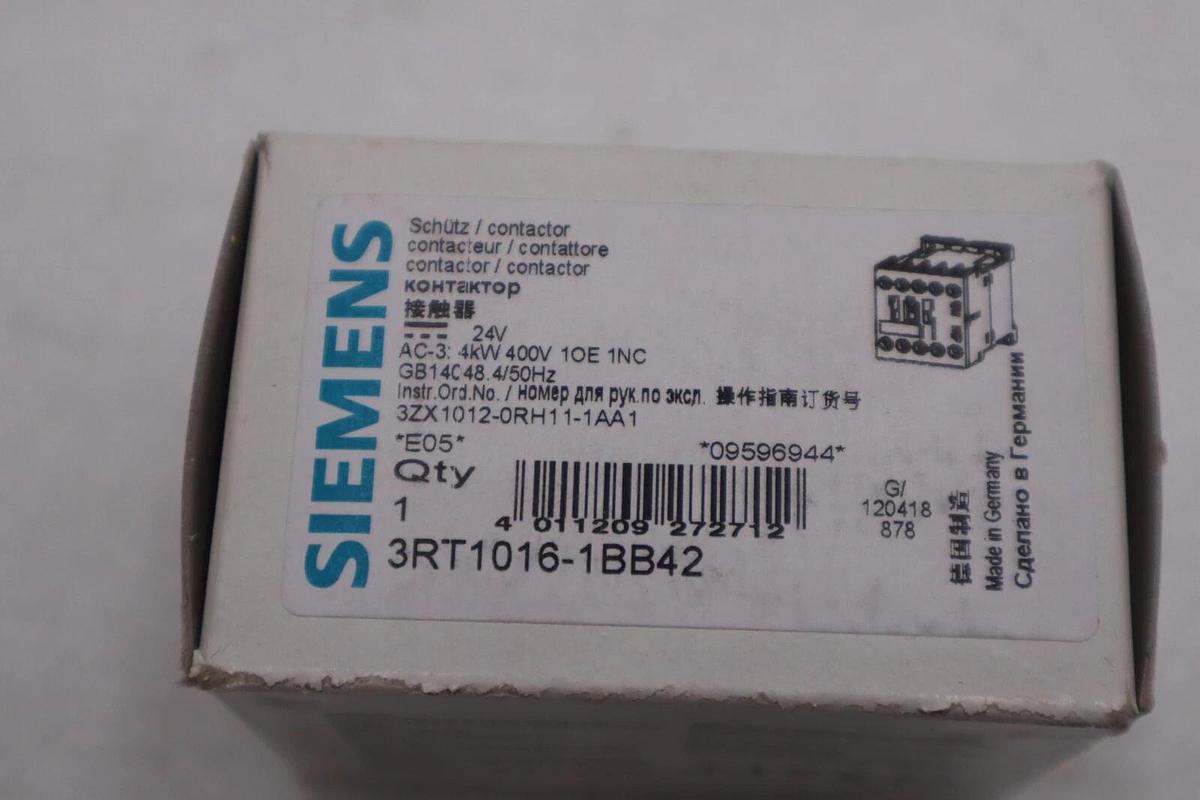 SIEMENS
Schütz / contactor
contacteur / contattore
contactor / contactor
контактор
接触器
24V
AC-3: 4kW 400V 1OE 1NC
GB14048.4/50Hz
Instr.Ord.No. / номер для рук.по эксл. 操作指南订货号
3ZX1012-0RH11-1AA1
*E05*
*09596944*
Qty
1
4 011209 272712
3RT1016-1BB42
G/
120418
878
德国制造
Made in Germany
Сделано в Германии